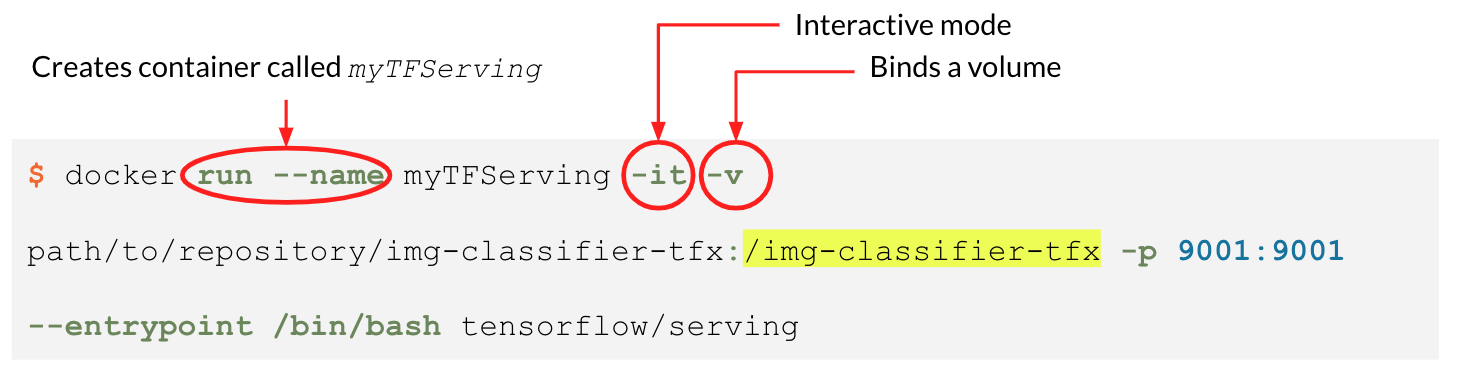 Interactive mode
Creates container called myTFServing
Binds a volume
$ docker run --name myTFServing -it -v
path/to/repository/img-classifier-tfx:/img-classifier-tfx -p 9001:9001
--entrypoint /bin/bash tensorflow/serving